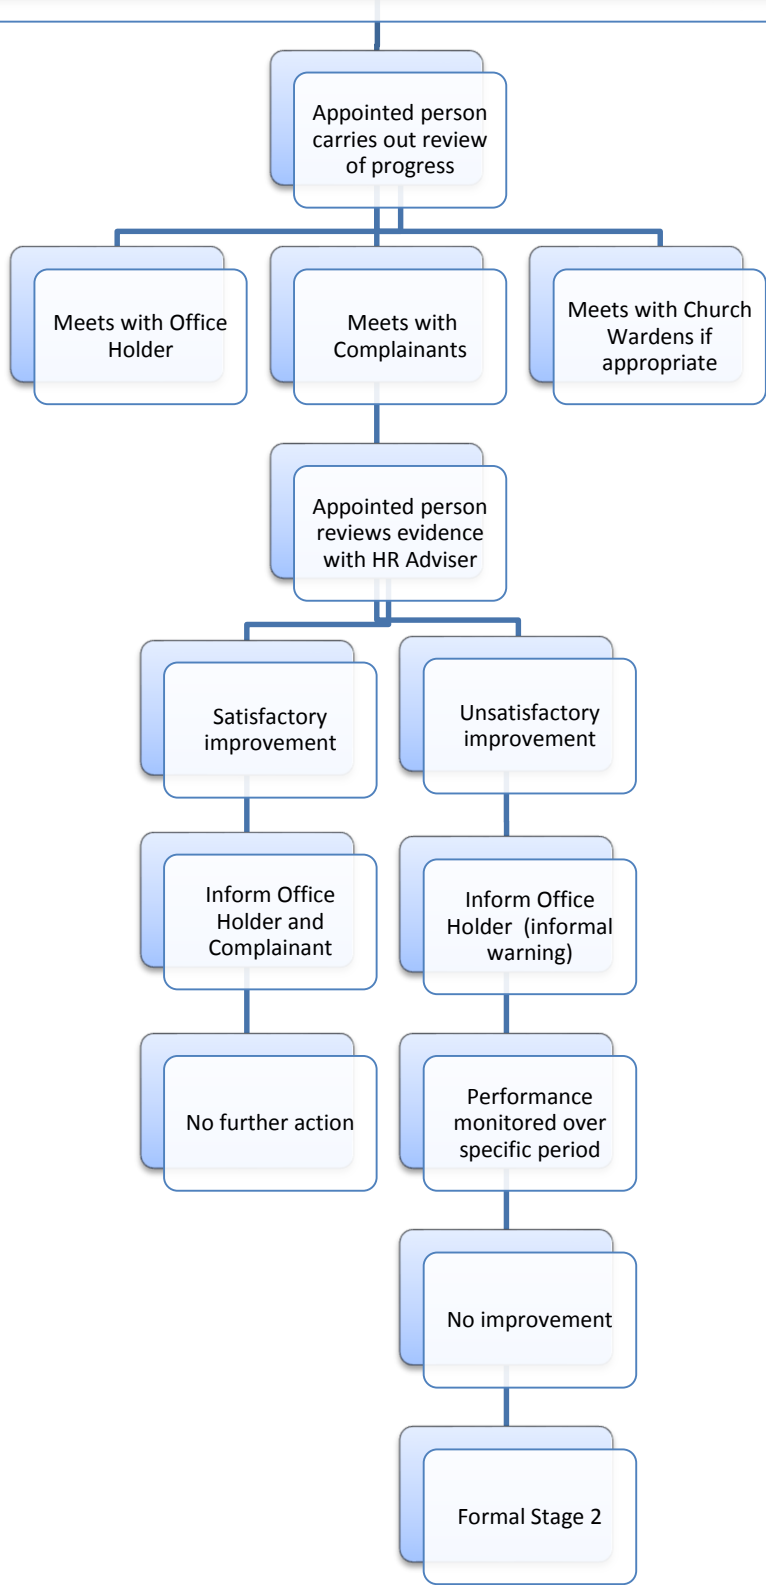 Appointed person
carries out review
of progress
Meets with Office
Holder
Meets with
Complainants
Meets with Church
Wardens if
appropriate
Appointed person
reviews evidence
with HR Adviser
Satisfactory
improvement
Unsatisfactory
improvement
Inform Office
Holder and
Complainant
Inform Office
Holder (informal
warning)
No further action
Performance
monitored over
specific period
No improvement
Formal Stage 2